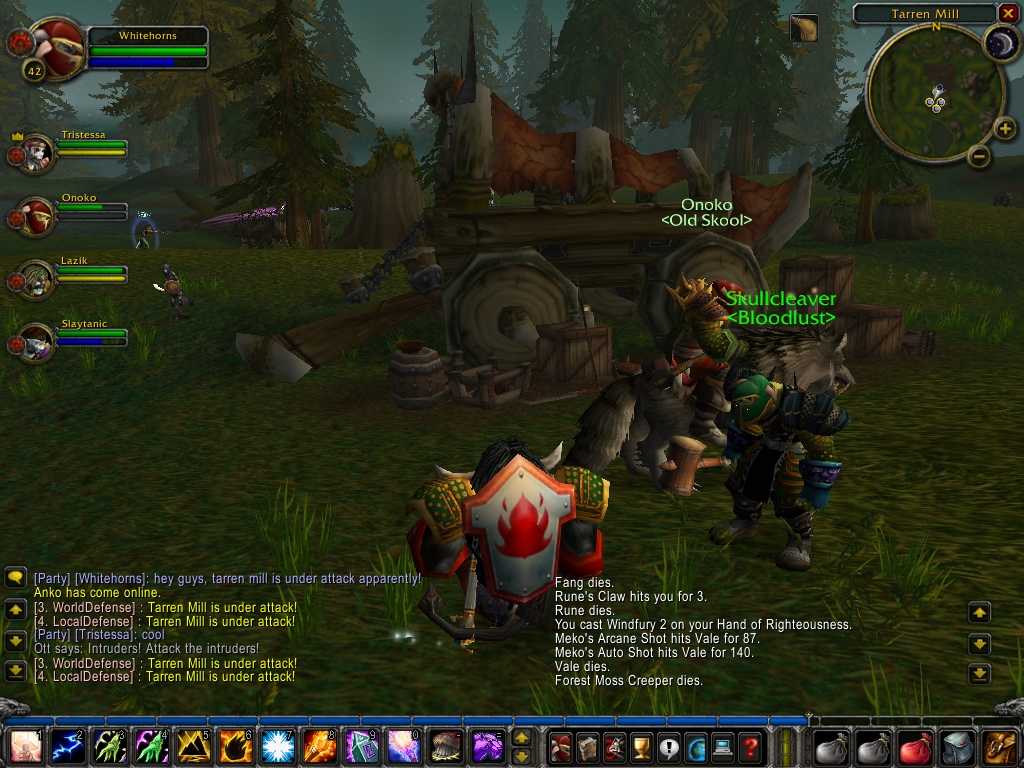 Whitehorns
42
Tristessa
Onoko
Lazik
Slaytanic
Tarren Mill
N
Onoko
<Old Skool>
Skullcleaver
<Bloodlust>
[Party] [Whitehorns]: hey guys, tarren mill is under attack apparently!
Anko has come online.
[3. WorldDefense] : Tarren Mill is under attack!
[4. LocalDefense] : Tarren Mill is under attack!
[Party] [Tristessa]: cool
Ott says: Intruders! Attack the intruders!
[3. WorldDefense] : Tarren Mill is under attack!
[4. LocalDefense] : Tarren Mill is under attack!
Fang dies.
Rune's Claw hits you for 3.
Rune dies.
You cast Windfury 2 on your Hand of Righteousness.
Meko's Arcane Shot hits Vale for 87.
Meko's Auto Shot hits Vale for 140.
Vale dies.
Forest Moss Creeper dies.
1 2 3 4 5 6 7 8 9 0 - =